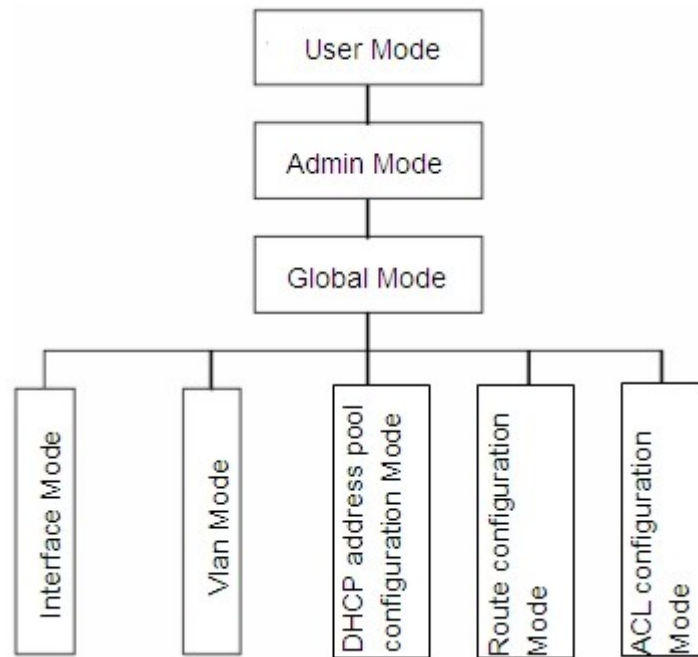 User Mode
Admin Mode
Global Mode
Interface Mode
Vlan Mode
DHCP address pool
configuration Mode
Route configuration
Mode
ACL configuration
Mode